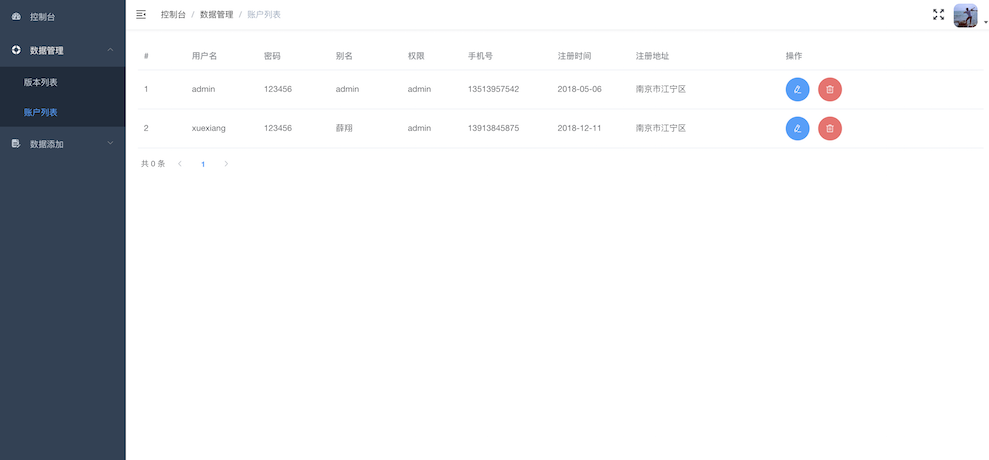 控制台
数据管理
版本列表
账户列表
数据添加
控制台 / 数据管理 / 账户列表
# 用户名 密码 别名 权限 手机号 注册时间 注册地址 操作
1 admin 123456 admin admin 13513957542 2018-05-06 南京市江宁区
2 xuexiang 123456 薛翔 admin 13913845875 2018-12-11 南京市江宁区
共 0 条 1